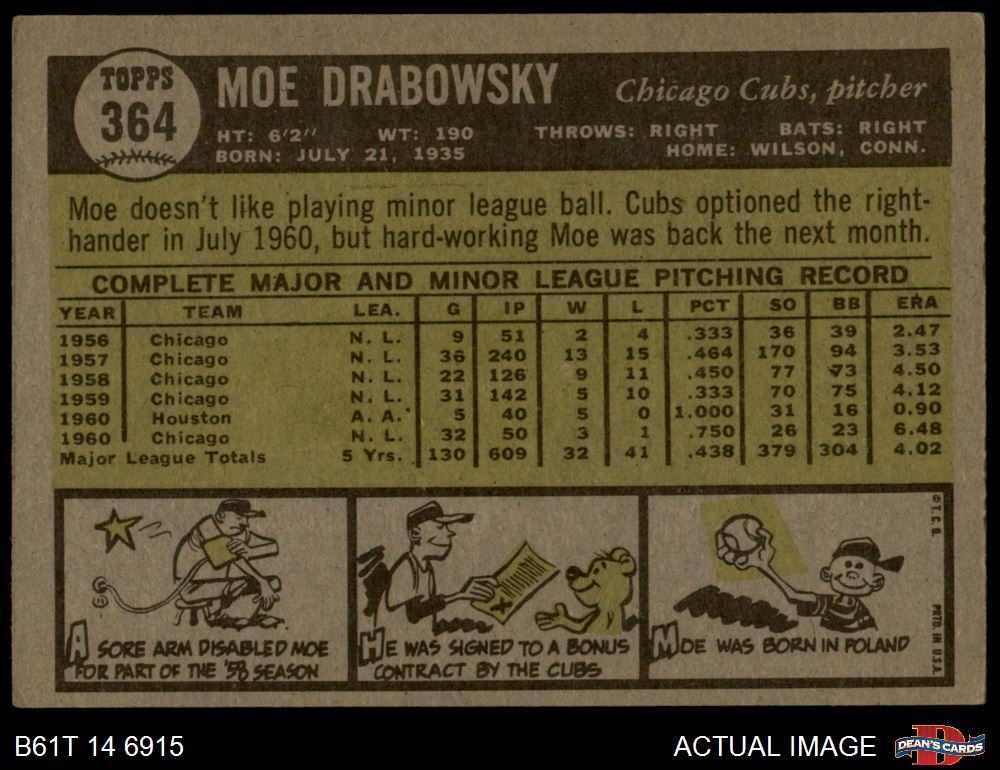 TOPPS
364
MOE DRABOWSKY
Chicago Cubs, pitcher
HT: 6'2" WT: 190 THROWS: RIGHT BATS: RIGHT
BORN: JULY 21, 1935 HOME: WILSON, CONN.
Moe doesn't like playing minor league ball. Cubs optioned the right-
hander in July 1960, but hard-working Moe was back the next month.
COMPLETE MAJOR AND MINOR LEAGUE PITCHING RECORD
YEAR TEAM LEA. G IP W L PCT SO BB ERA
1956 Chicago N. L. 9 51 2 4 .333 36 39 2.47
1957 Chicago N. L. 36 240 13 15 .464 170 94 3.53
1958 Chicago N. L. 22 126 9 11 .450 77 73 4.50
1959 Chicago N. L. 31 142 5 10 .333 70 75 4.12
1960 Houston A. A. 5 40 5 0 1.000 31 16 0.90
1960 Chicago N. L. 32 50 3 1 .750 26 23 6.48
Major League Totals 5 Yrs. 130 609 32 41 .438 379 304 4.02
A SORE ARM DISABLED MOE
FOR PART OF THE '58 SEASON
HE WAS SIGNED TO A BONUS
CONTRACT BY THE CUBS
MOE WAS BORN IN POLAND
© T. C. G.
PRTD. IN U.S.A.
B61T 14 6915
ACTUAL IMAGE
D
DEAN'S CARDS